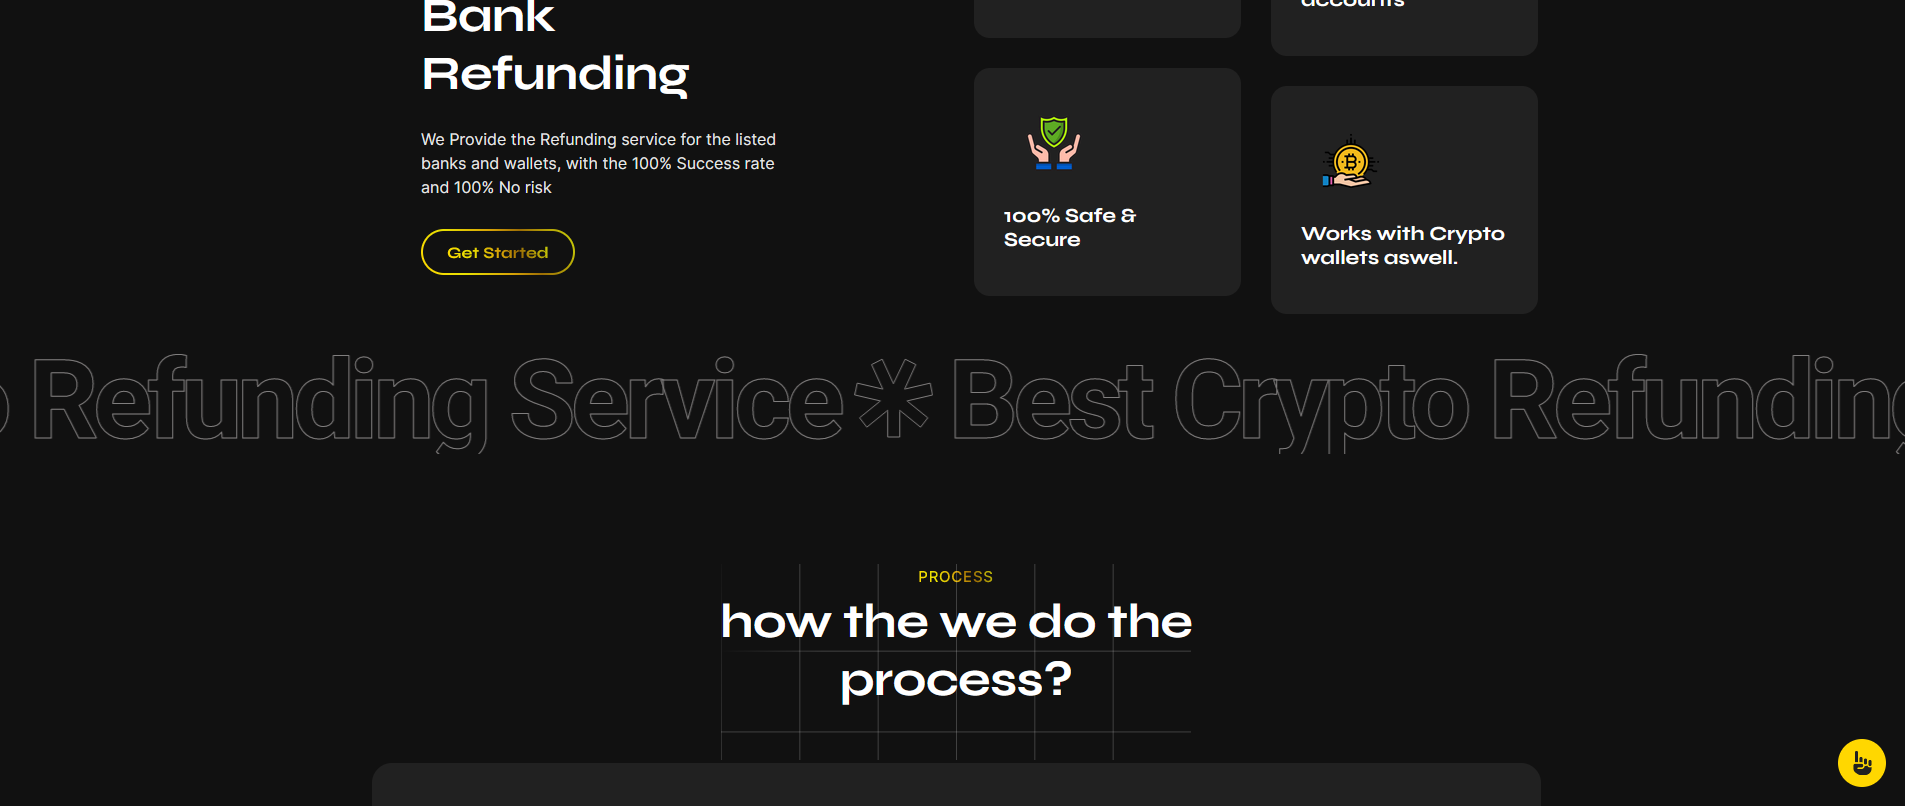 Bank
Refunding
We Provide the Refunding service for the listed
banks and wallets, with the 100% Success rate
and 100% No risk
Get Started
accounts
100% Safe &
Secure
Works with Crypto
wallets aswell.
Refunding Service * Best Crypto Refunding
PROCESS
how the we do the
process?